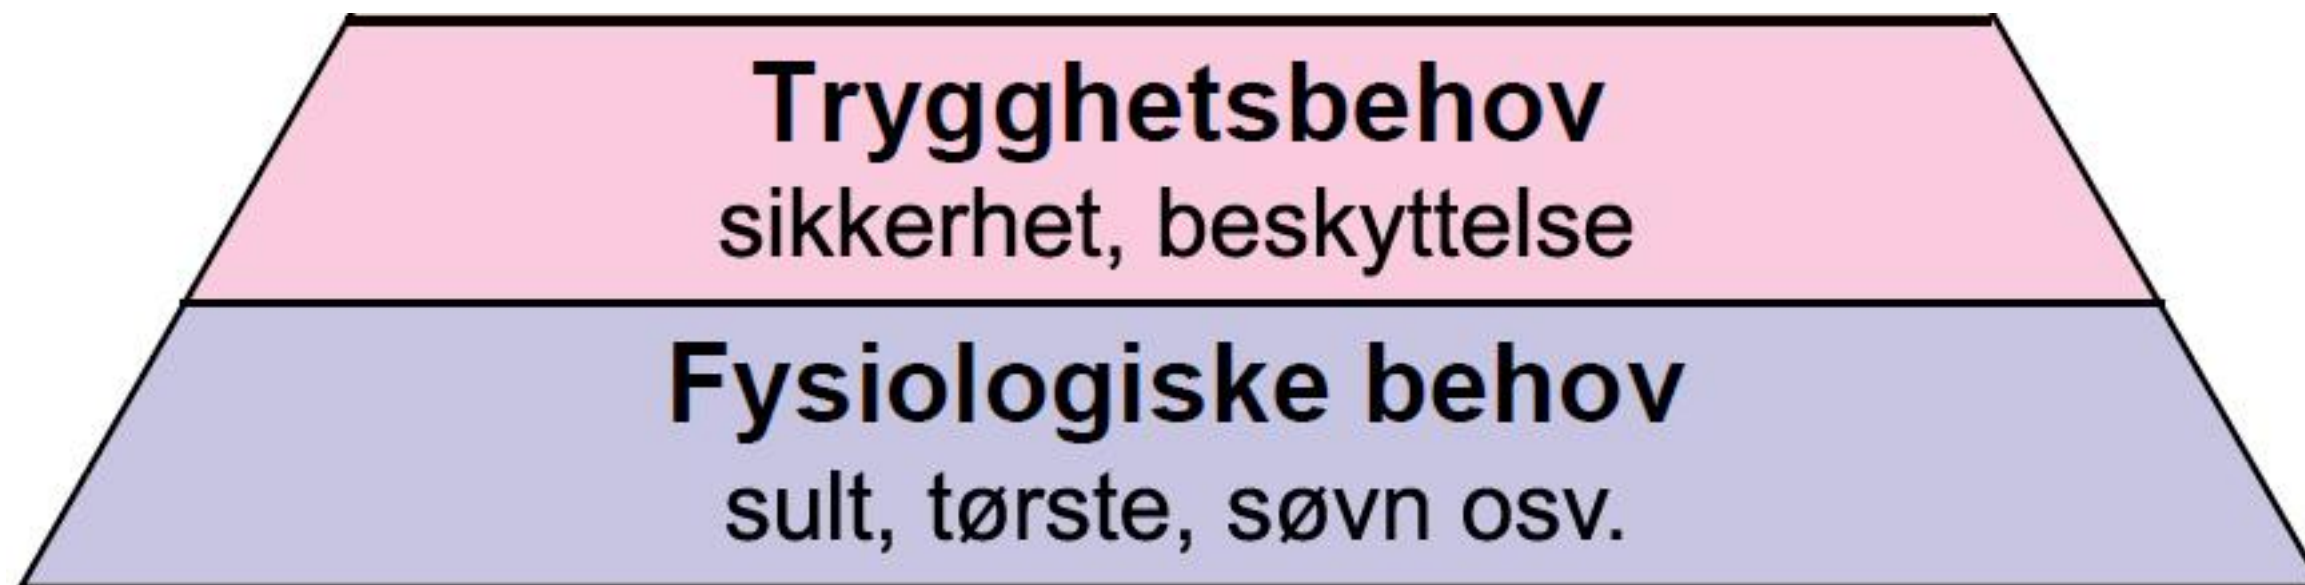 Trygghetsbehov
sikkerhet, beskyttelse
Fysiologiske behov
sult, tørste, søvn osv.